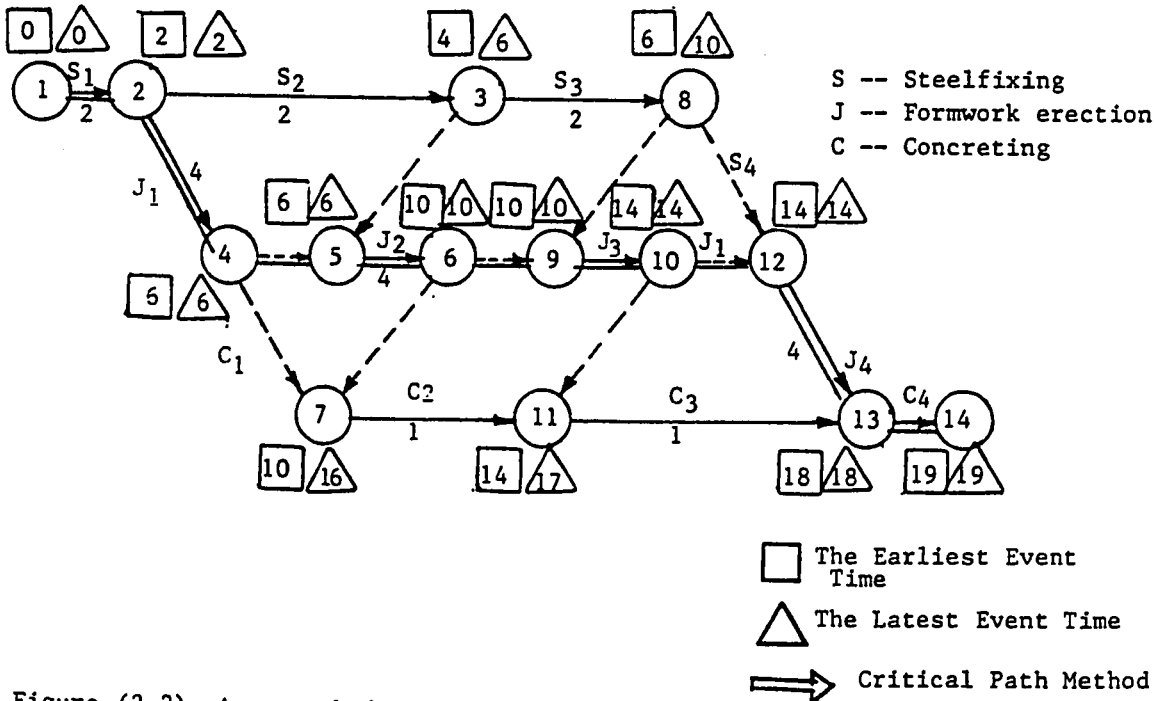 0 0 2 2 4 6 6 10
1 S1 2 S2 3 S3 8
2 2 2
S -- Steelfixing
J -- Formwork erection
C -- Concreting
J1 4 S4
6 6 10 10 10 10 14 14 14 14
4 5 J2 6 9 J3 10 J1 12
4
6 6
C1 4 J4
7 C2 11 C3 13 C4 14
1 1
10 16 14 17 18 18 19 19
The Earliest Event
Time
The Latest Event Time
Critical Path Method